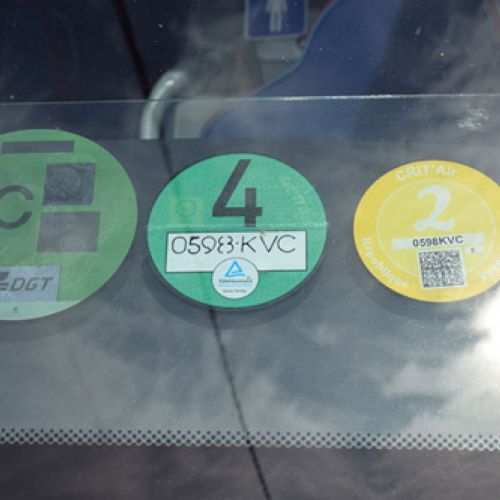 C
DGT
4
0598·KVC
CRIT'Air
2
0598KVC
République